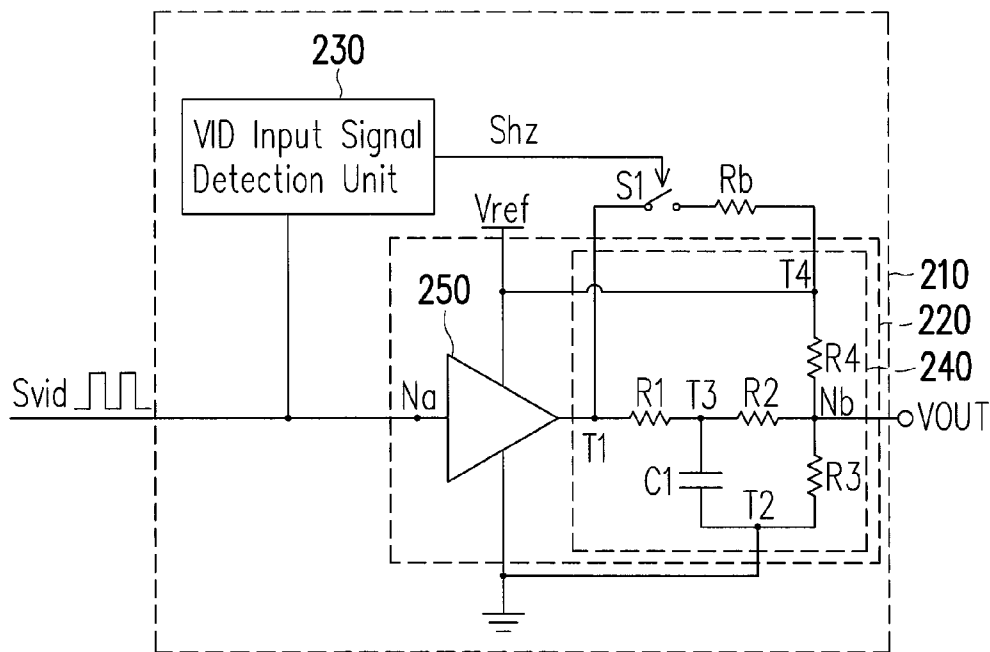 230
VID Input Signal
Detection Unit
Shz
S1
Rb
Vref
T4
210
250
220
R4
240
Svid
Na
R1
T3
R2
Nb
VOUT
T1
C1
R3
T2